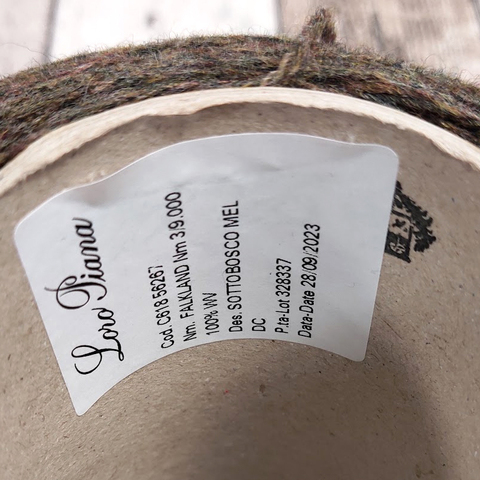 Loro Piana
Cod. C618 56267
Nm. FALKLAND Nm 3/9.000
100% WV
Des. SOTTOBOSCO MEL
DC
P.ta-Lot 328337
Data-Date 28/09/2023